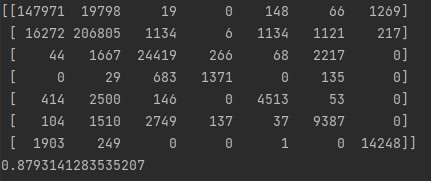 [[147971 19798 19 0 148 66 1269]
[ 16272 206805 1134 6 1134 1121 217]
[ 44 1667 24419 266 68 2217 0]
[ 0 29 683 1371 0 135 0]
[ 414 2500 146 0 4513 53 0]
[ 104 1510 2749 137 37 9387 0]
[ 1903 249 0 0 1 0 14248]]
0.8793141283535207